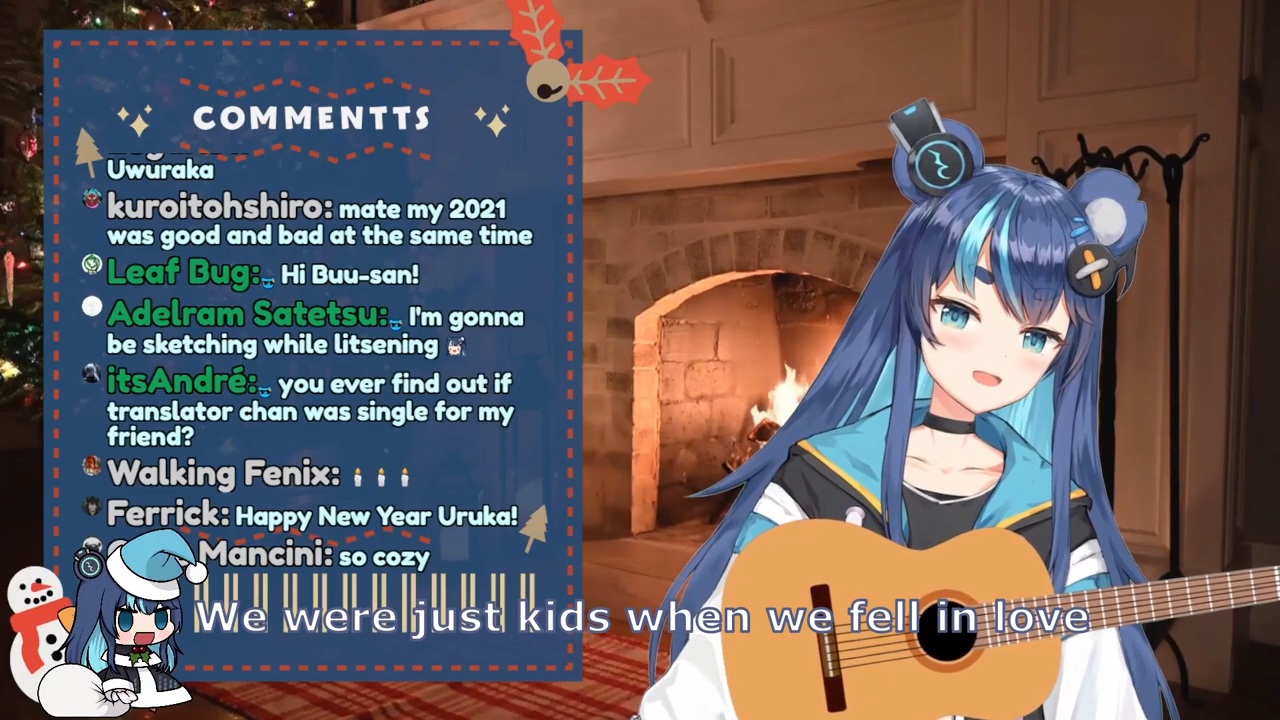 COMMENTTS
Uwuraka
kuroitohshiro: mate my 2021
was good and bad at the same time
Leaf Bug: Hi Buu-san!
Adelram Satetsu: I'm gonna
be sketching while litsening
itsAndré: you ever find out if
translator chan was single for my
friend?
Walking Fenix:
Ferrick: Happy New Year Uruka!
Mancini: so cozy
We were just kids when we fell in love